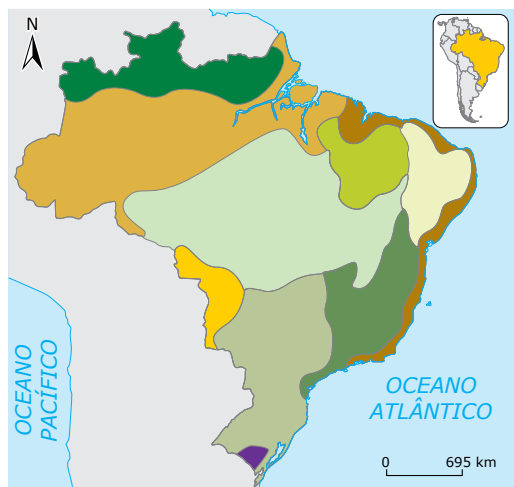 N
OCEANO
PACÍFICO
OCEANO
ATLÂNTICO
0 695 km